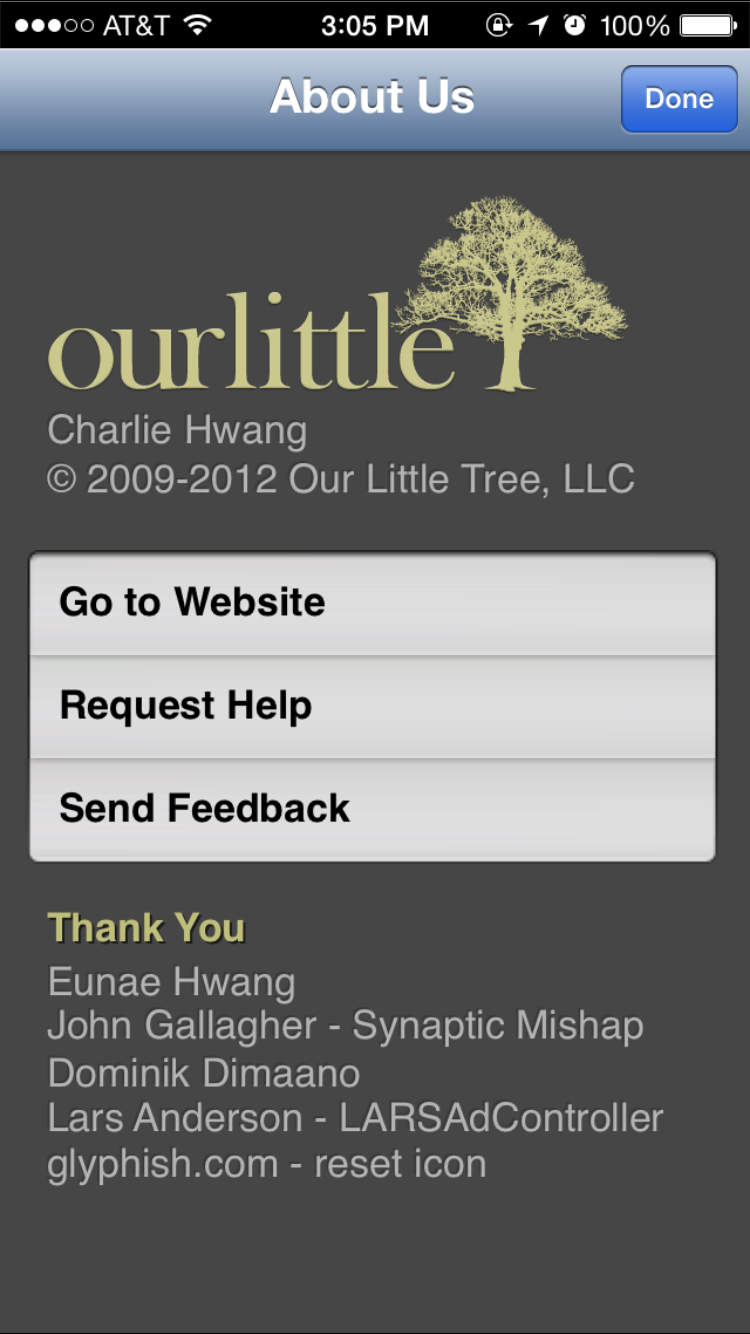 AT&T 3:05 PM 100%
About Us
Done
ourlittle
Charlie Hwang
© 2009-2012 Our Little Tree, LLC
Go to Website
Request Help
Send Feedback
Thank You
Eunae Hwang
John Gallagher - Synaptic Mishap
Dominik Dimaano
Lars Anderson - LARSAdController
glyphish.com - reset icon